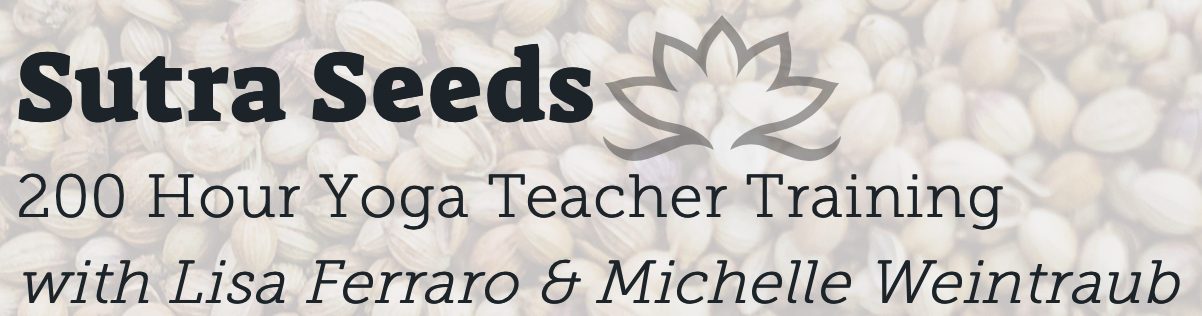 Sutra Seeds
200 Hour Yoga Teacher Training
with Lisa Ferraro & Michelle Weintraub